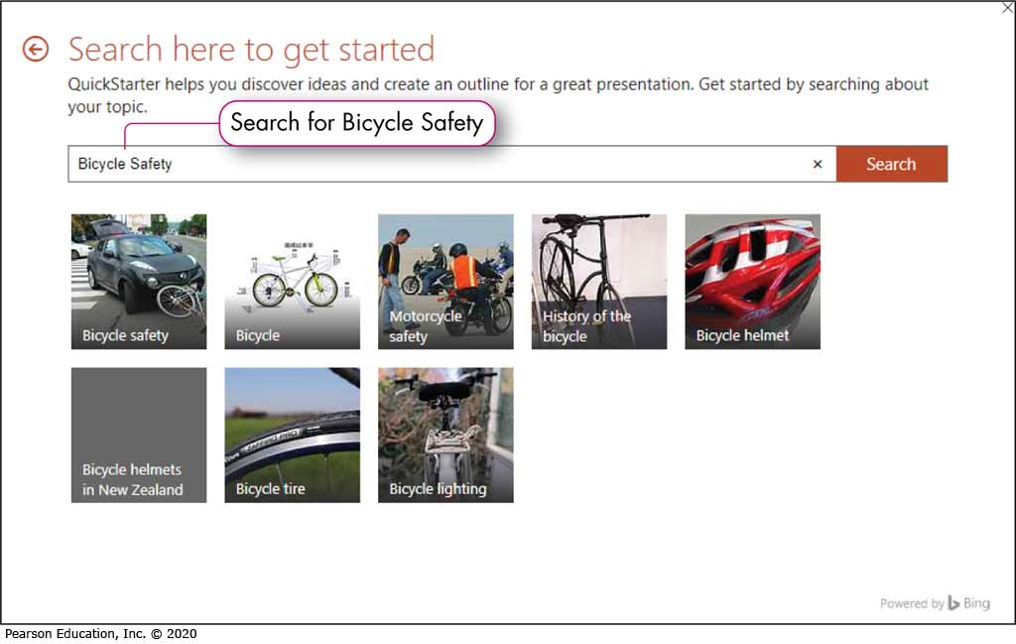 Search here to get started
QuickStarter helps you discover ideas and create an outline for a great presentation. Get started by searching about
your topic.
Search for Bicycle Safety
Bicycle Safety
Search
Bicycle safety
Bicycle
Motorcycle
safety
History of the
bicycle
Bicycle helmet
Bicycle helmets
in New Zealand
Bicycle tire
Bicycle lighting
Powered by Bing
Pearson Education, Inc. © 2020